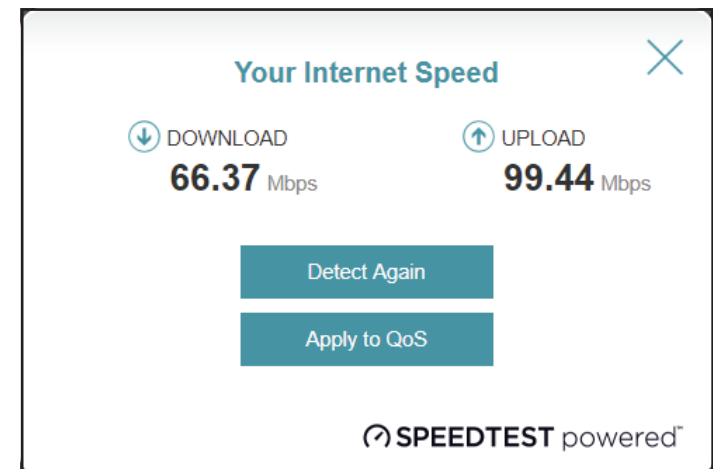 Your Internet Speed
DOWNLOAD
66.37 Mbps
UPLOAD
99.44 Mbps
Detect Again
Apply to QoS
SPEEDTEST powered™